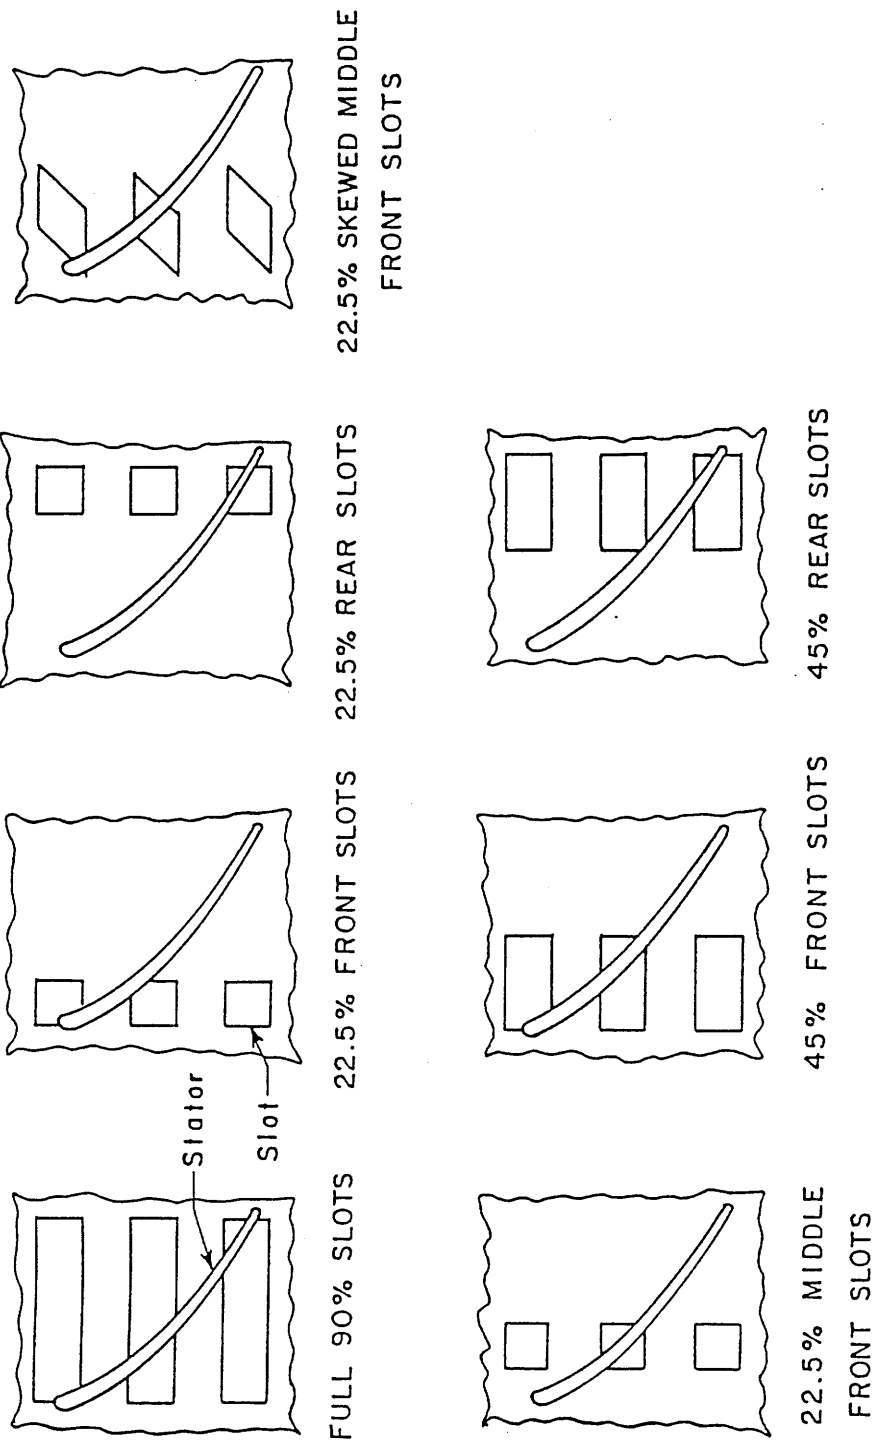 Stator
Slot
FULL 90% SLOTS
22.5% FRONT SLOTS
22.5% REAR SLOTS
22.5% SKEWED MIDDLE
FRONT SLOTS
22.5% MIDDLE
FRONT SLOTS
45% FRONT SLOTS
45% REAR SLOTS